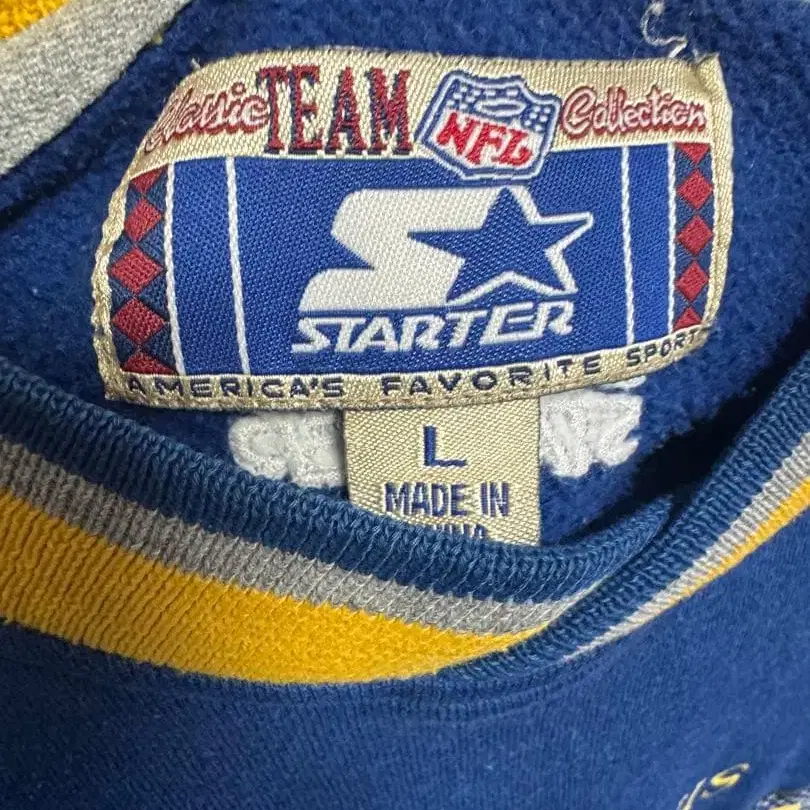 Classic TEAM NFL Collection
STARTER
AMERICA'S FAVORITE SPORT
L
MADE IN